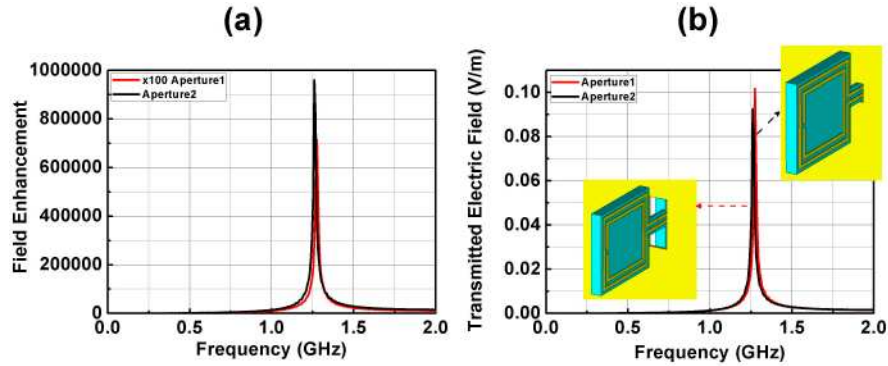 (a)
x100 Aperture1
Aperture2
Field Enhancement
1000000
800000
600000
400000
200000
0
0.0 0.5 1.0 1.5 2.0
Frequency (GHz)
(b)
Aperture1
Aperture2
Transmitted Electric Field (V/m)
0.10
0.08
0.06
0.04
0.02
0.00
0.0 0.5 1.0 1.5 2.0
Frequency (GHz)